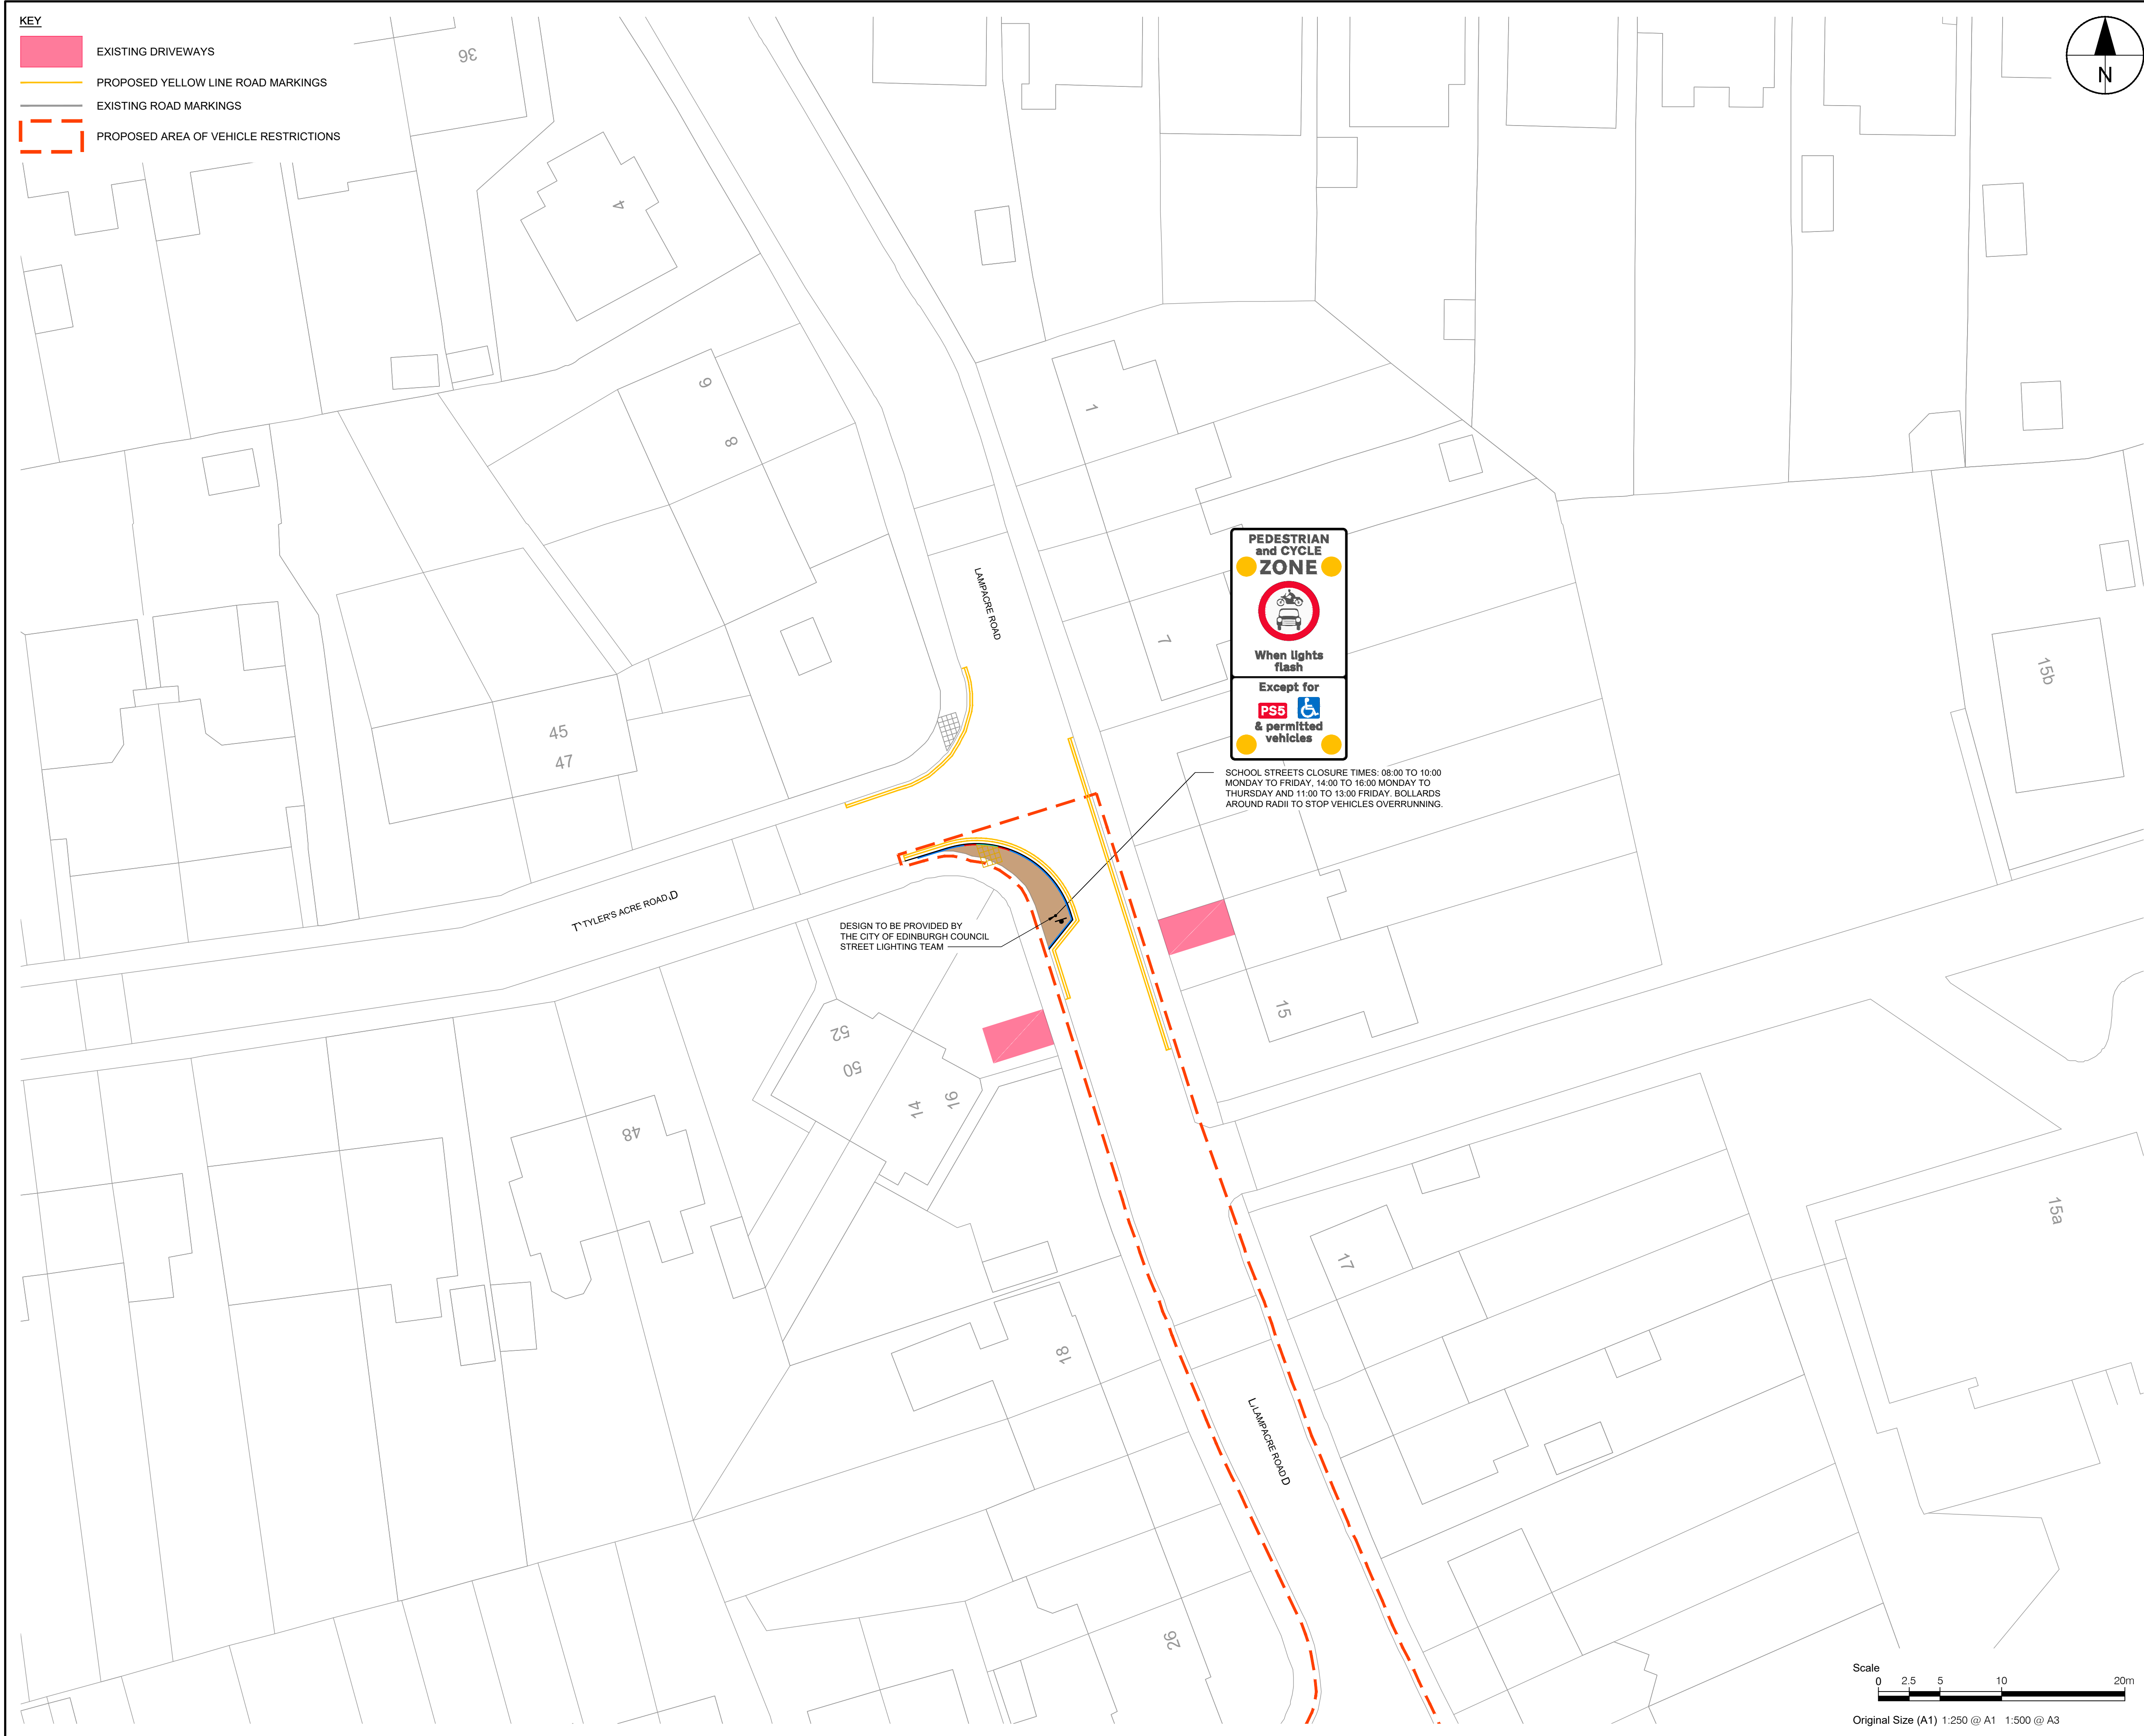 KEY
EXISTING DRIVEWAYS
PROPOSED YELLOW LINE ROAD MARKINGS
EXISTING ROAD MARKINGS
PROPOSED AREA OF VEHICLE RESTRICTIONS
N
36
4
6
8
1
7
45
47
LAMPACRE ROAD
PEDESTRIAN
and CYCLE
ZONE
When lights
flash
Except for
PS5
& permitted
vehicles
SCHOOL STREETS CLOSURE TIMES: 08:00 TO 10:00
MONDAY TO FRIDAY, 14:00 TO 16:00 MONDAY TO
THURSDAY AND 11:00 TO 13:00 FRIDAY. BOLLARDS
AROUND RADII TO STOP VEHICLES OVERRUNNING.
15b
TYLER'S ACRE ROAD
DESIGN TO BE PROVIDED BY
THE CITY OF EDINBURGH COUNCIL
STREET LIGHTING TEAM
15
52
50
14
16
48
15a
17
18
LAMPACRE ROAD
26
Scale
0 2.5 5 10 20m
Original Size (A1) 1:250 @ A1 1:500 @ A3